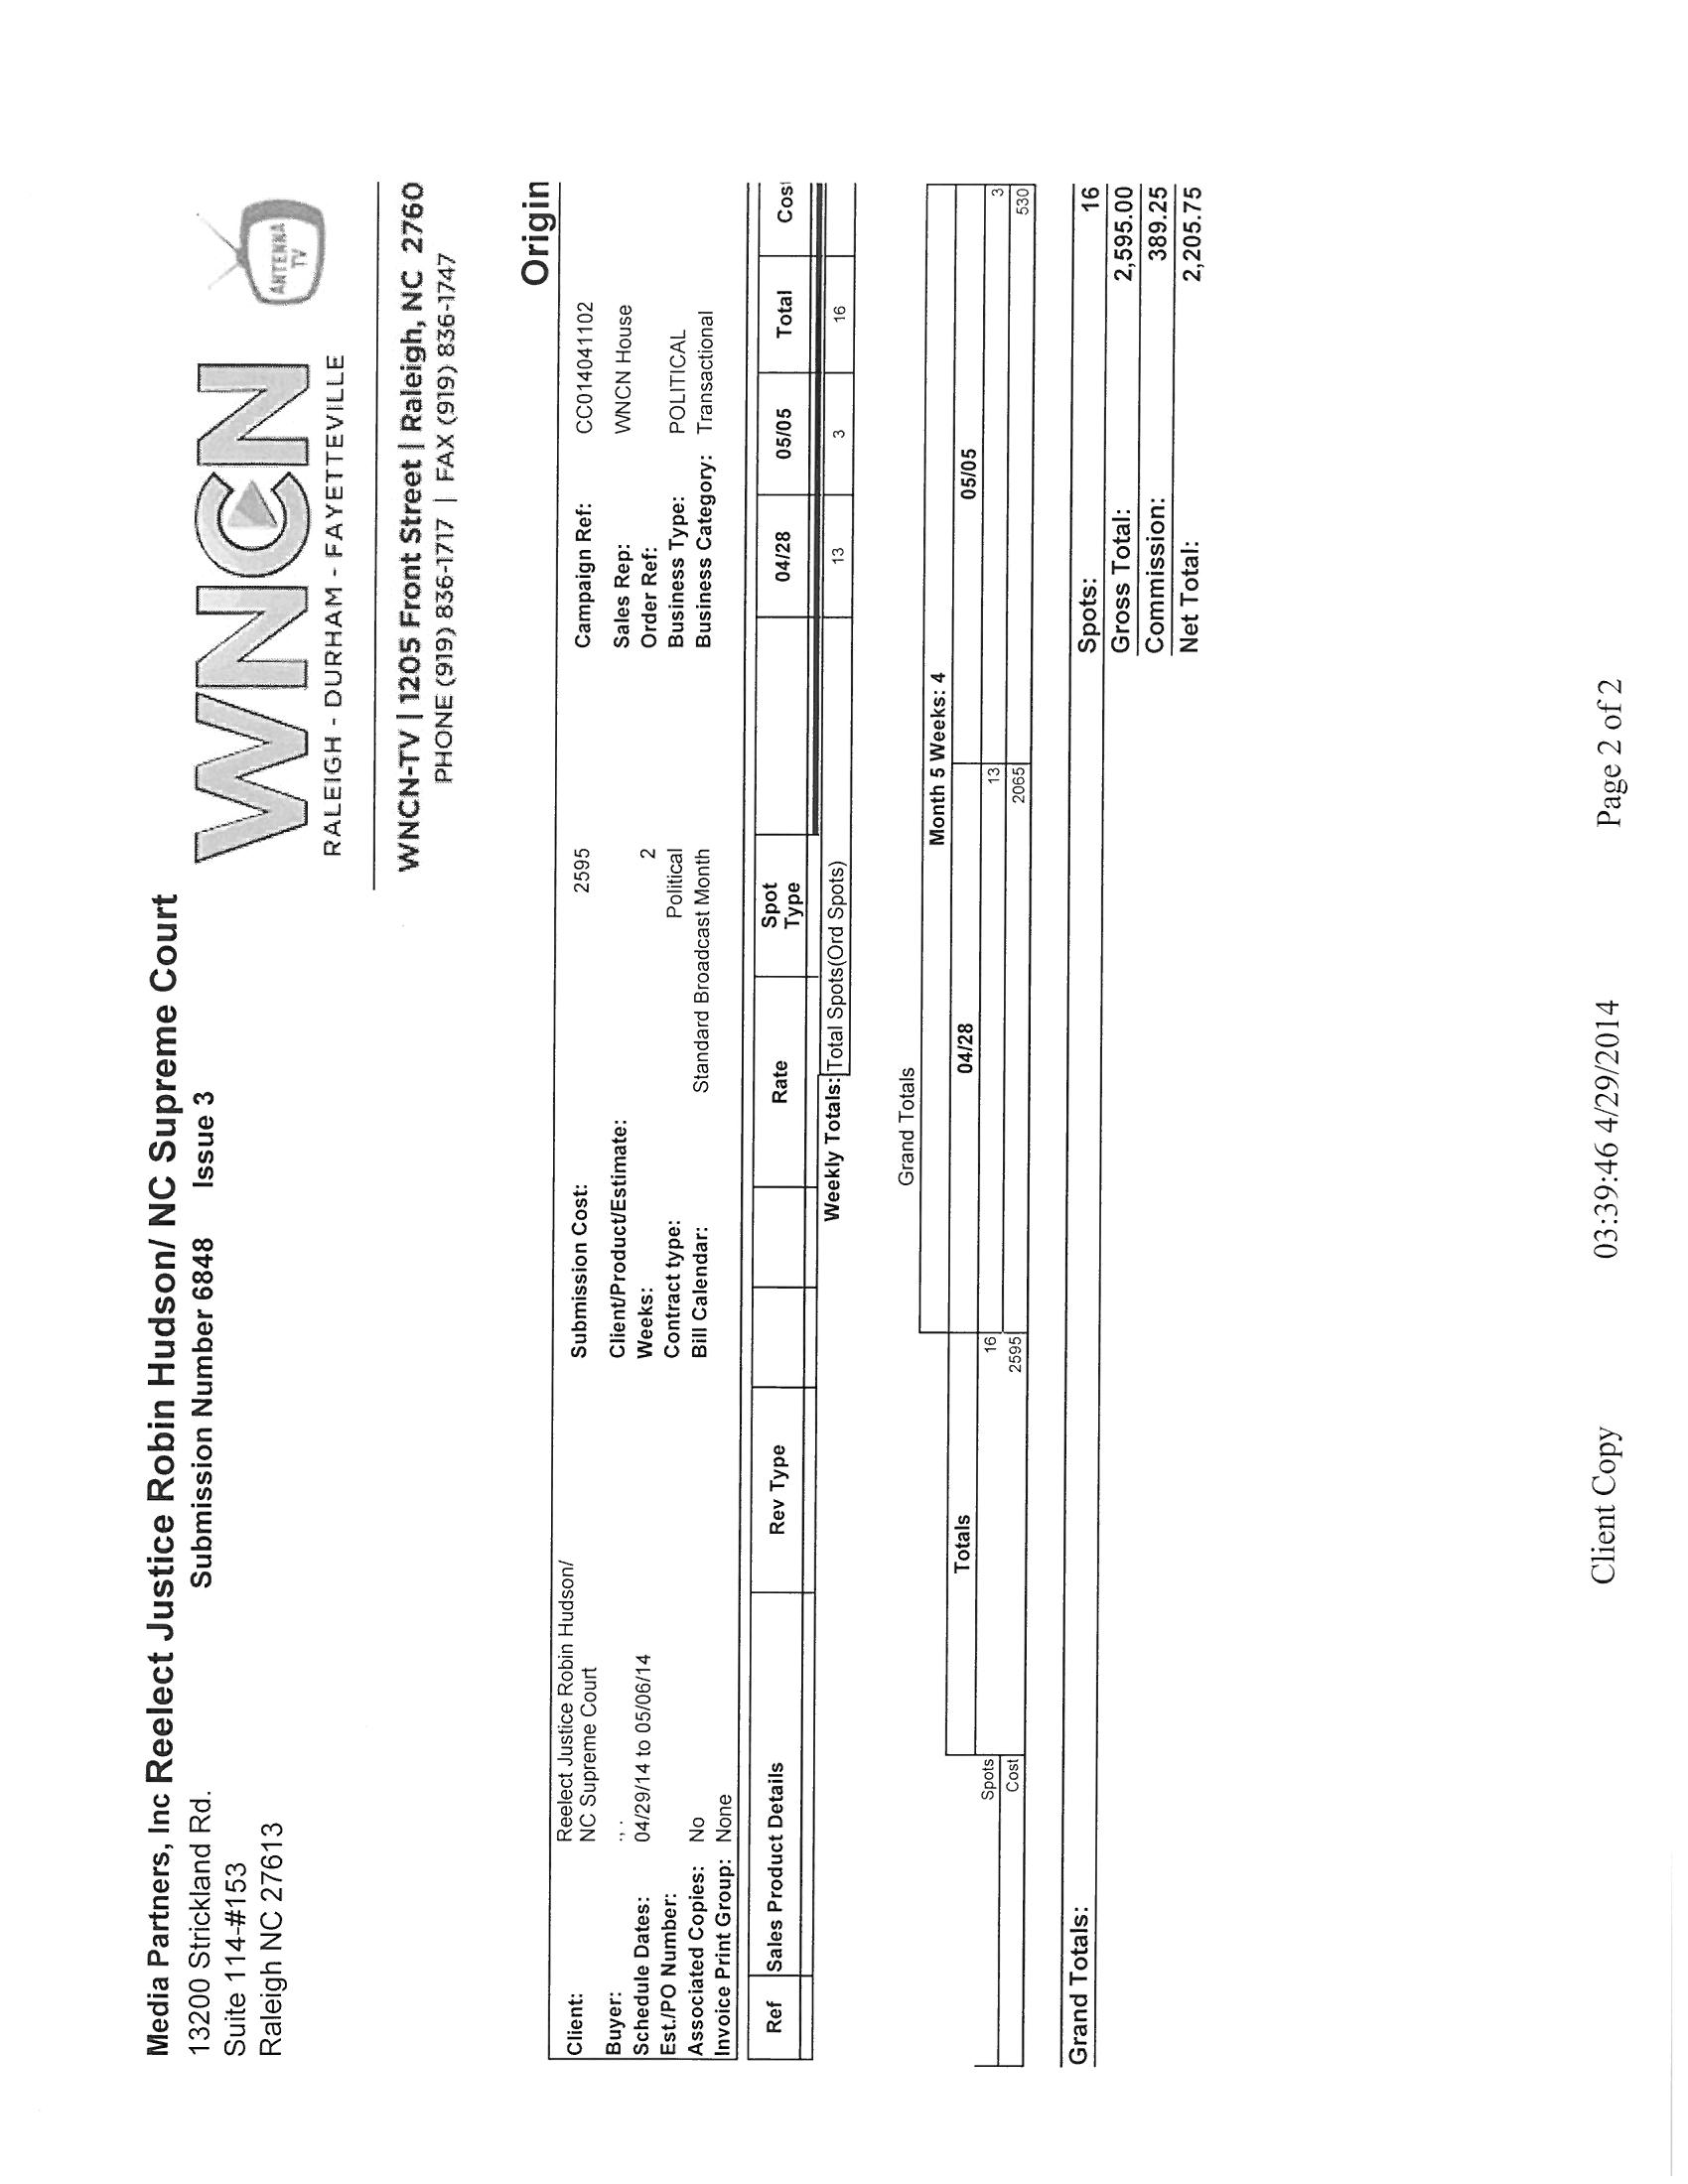 Media Partners, Inc Reelect Justice Robin Hudson/ NC Supreme Court
13200 Strickland Rd. Submission Number 6848 Issue 3
Suite 114-#153
Raleigh NC 27613
WNCN
RALEIGH - DURHAM - FAYETTEVILLE
ANTENNA
TV
WNCN-TV | 1205 Front Street | Raleigh, NC 2760
PHONE (919) 836-1717 | FAX (919) 836-1747
Origin
Client: Reelect Justice Robin Hudson/ NC Supreme Court Submission Cost: 2595 Campaign Ref: CC014041102
Buyer: ., . Client/Product/Estimate: Sales Rep: WNCN House
Schedule Dates: 04/29/14 to 05/06/14 Weeks: 2 Order Ref:
Est./PO Number: Contract type: Political Business Type: POLITICAL
Associated Copies: No Bill Calendar: Standard Broadcast Month Business Category: Transactional
Invoice Print Group: None
Ref Sales Product Details Rev Type Rate Spot Type 04/28 05/05 Total Cos
Weekly Totals: Total Spots(Ord Spots) 13 3 16
Grand Totals
Month 5 Weeks: 4
Totals 04/28 05/05
Spots 16 13 3
Cost 2595 2065 530
Grand Totals: Spots: 16
Gross Total: 2,595.00
Commission: 389.25
Net Total: 2,205.75
Client Copy 03:39:46 4/29/2014 Page 2 of 2